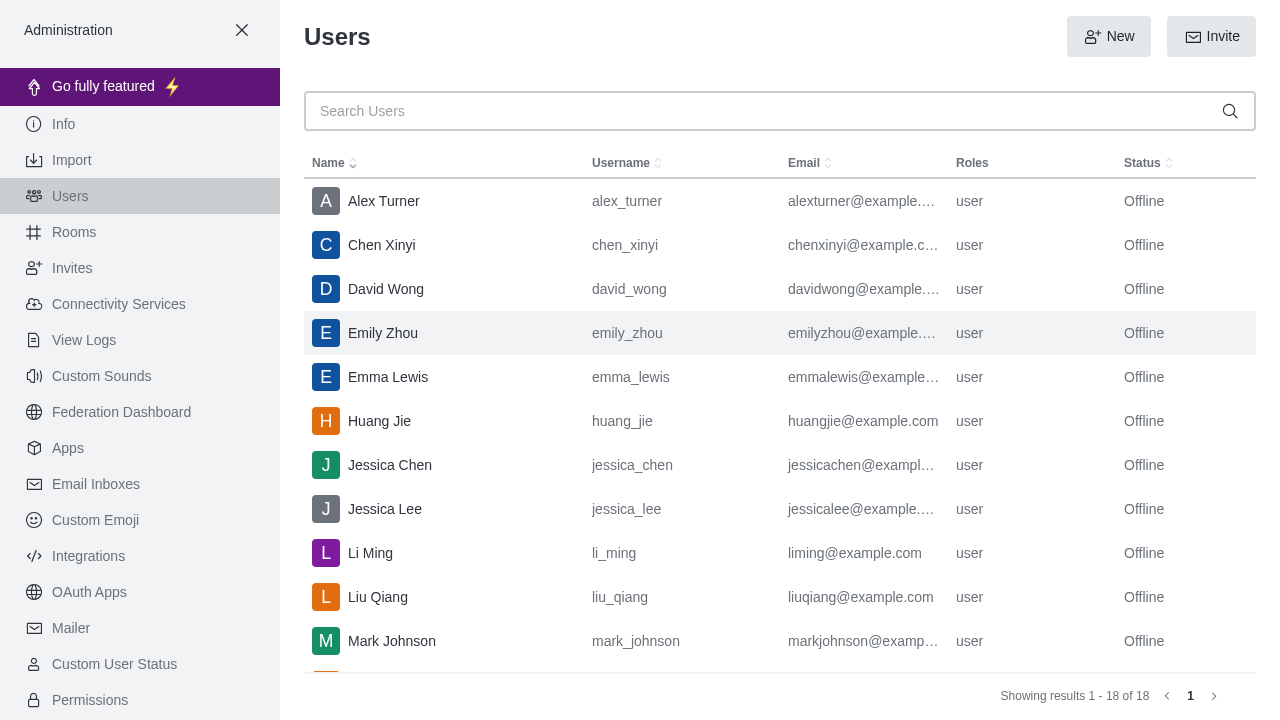 Administration
Go fully featured
Info
Import
Users
Rooms
Invites
Connectivity Services
View Logs
Custom Sounds
Federation Dashboard
Apps
Email Inboxes
Custom Emoji
Integrations
OAuth Apps
Mailer
Custom User Status
Permissions
Users
New
Invite
Search Users
Name Username Email Roles Status
A Alex Turner alex_turner alexturner@example.… user Offline
C Chen Xinyi chen_xinyi chenxinyi@example.c… user Offline
D David Wong david_wong davidwong@example.… user Offline
E Emily Zhou emily_zhou emilyzhou@example.… user Offline
E Emma Lewis emma_lewis emmalewis@example… user Offline
H Huang Jie huang_jie huangjie@example.com user Offline
J Jessica Chen jessica_chen jessicachen@exampl… user Offline
J Jessica Lee jessica_lee jessicalee@example.… user Offline
L Li Ming li_ming liming@example.com user Offline
L Liu Qiang liu_qiang liuqiang@example.com user Offline
M Mark Johnson mark_johnson markjohnson@examp… user Offline
Showing results 1 - 18 of 18 1